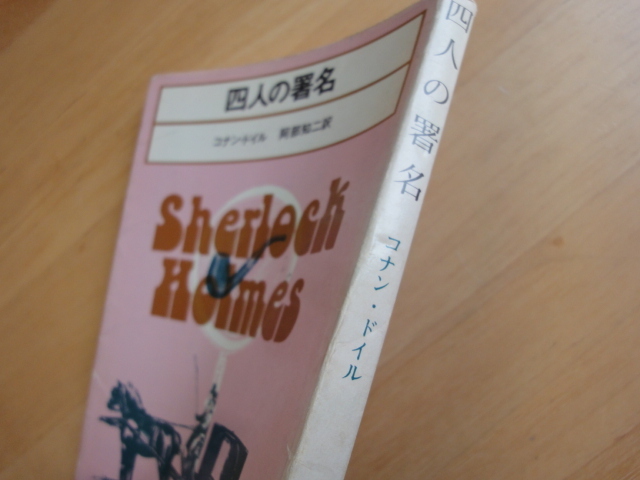 四人の署名
コナン・ドイル 阿部知二訳
Sherlock
Holmes
四人の署名
コナン・ドイル